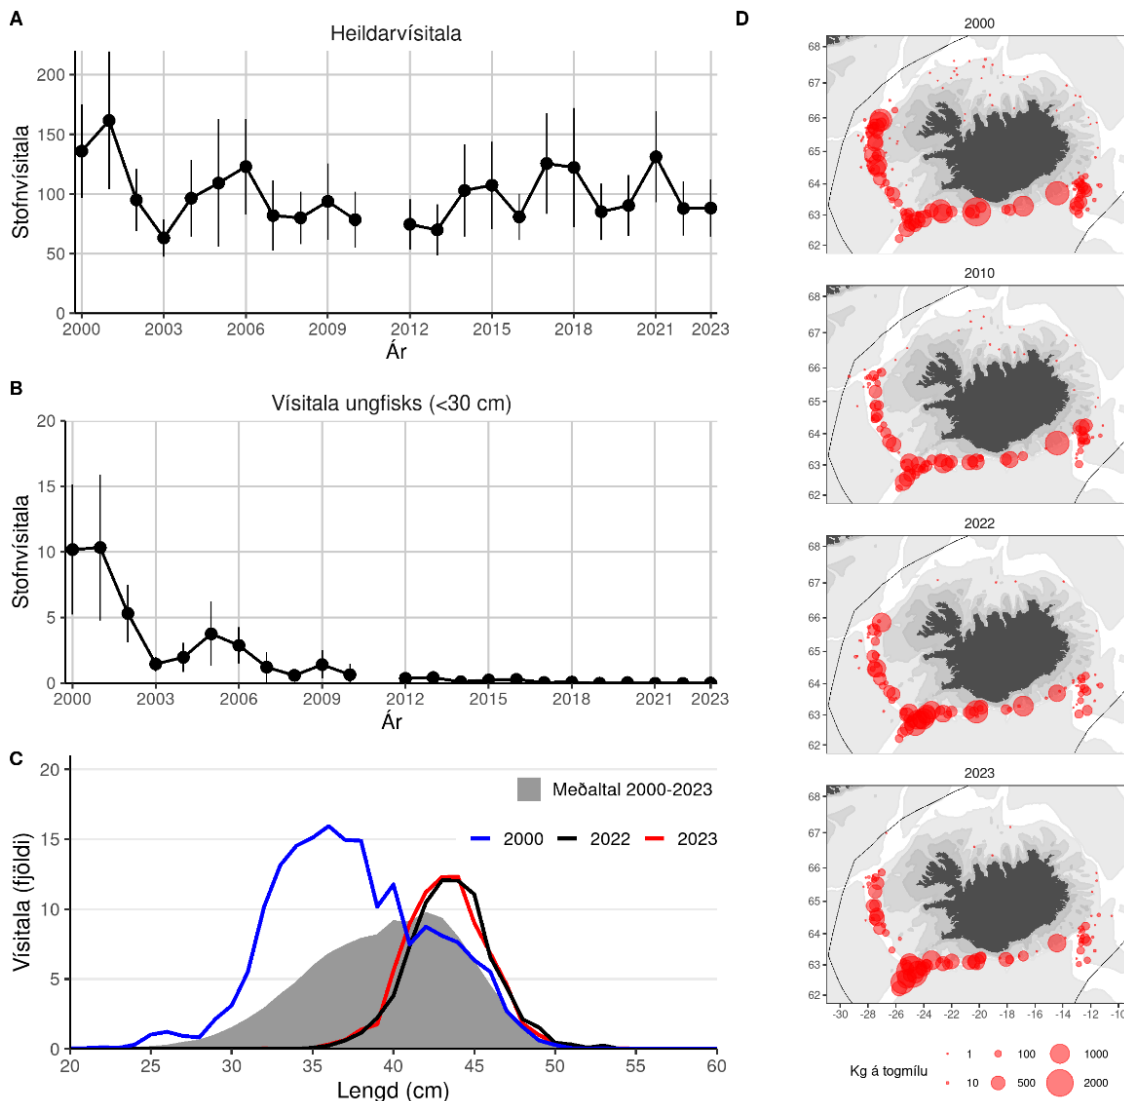 A
Heildarvísitala
Stofnvísitala
200
150
100
50
0
2000 2003 2006 2009 2012 2015 2018 2021 2023
Ár
B
Vísitala ungfisks (<30 cm)
Stofnvísitala
20
15
10
5
0
2000 2003 2006 2009 2012 2015 2018 2021 2023
Ár
C
Vísitala (fjöldi)
20
15
10
5
0
Meðaltal 2000-2023
2000 2022 2023
20 25 30 35 40 45 50 55 60
Lengd (cm)
D
2000
68
67
66
65
64
63
62
2010
68
67
66
65
64
63
62
2022
68
67
66
65
64
63
62
2023
68
67
66
65
64
63
62
-30 -28 -26 -24 -22 -20 -18 -16 -14 -12 -10
Kg á togmílu
1 100 1000
10 500 2000